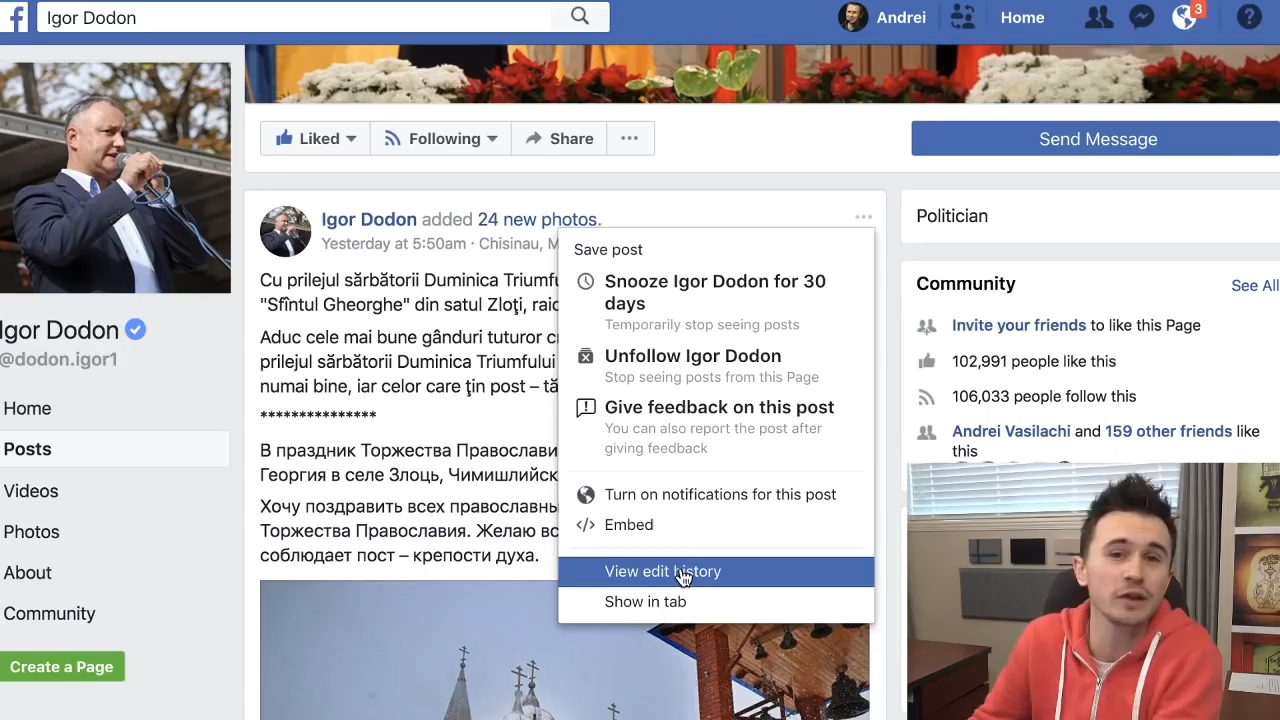 Igor Dodon
Andrei
Home
3
Liked
Following
Share
Send Message
Igor Dodon added 24 new photos.
Yesterday at 5:50am · Chisinau, M
Politician
Save post
Snooze Igor Dodon for 30
days
Temporarily stop seeing posts
Unfollow Igor Dodon
Stop seeing posts from this Page
Give feedback on this post
You can also report the post after
giving feedback
Turn on notifications for this post
Embed
View edit history
Show in tab
Cu prilejul sărbătorii Duminica Triumf
"Sfîntul Gheorghe" din satul Zloţi,
Aduc cele mai bune gânduri tuturor
prilejul sărbătorii Duminica Triumfului
numai bine, iar celor care ţin post –
***************
В праздник Торжества Православи
Георгия в селе Злоць, Чимишлийск
Хочу поздравить всех православны
Торжества Православия. Желаю
соблюдает пост – крепости духа.
Igor Dodon
@dodon.igor1
Home
Posts
Videos
Photos
About
Community
Create a Page
Community
See All
Invite your friends to like this Page
102,991 people like this
106,033 people follow this
Andrei Vasilachi and 159 other friends like
this